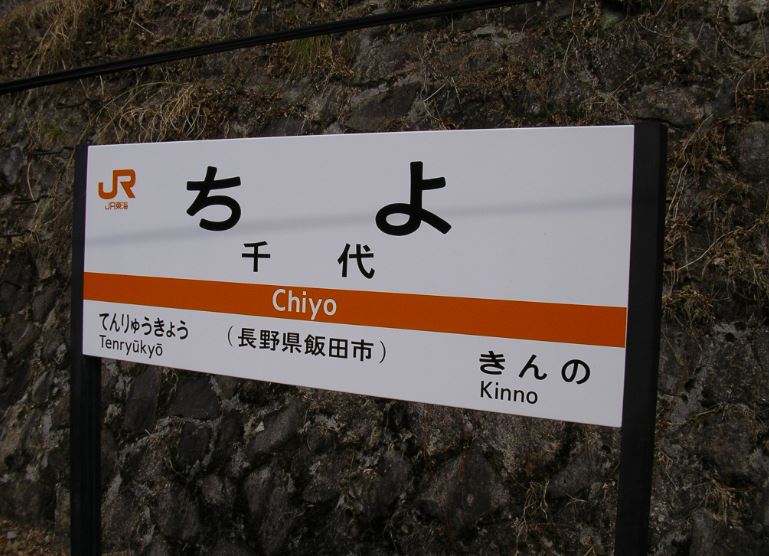 JR
JR東海
ちよ
千代
Chiyo
てんりゅうきょう
Tenryūkyō
（長野県飯田市）
きんの
Kinno